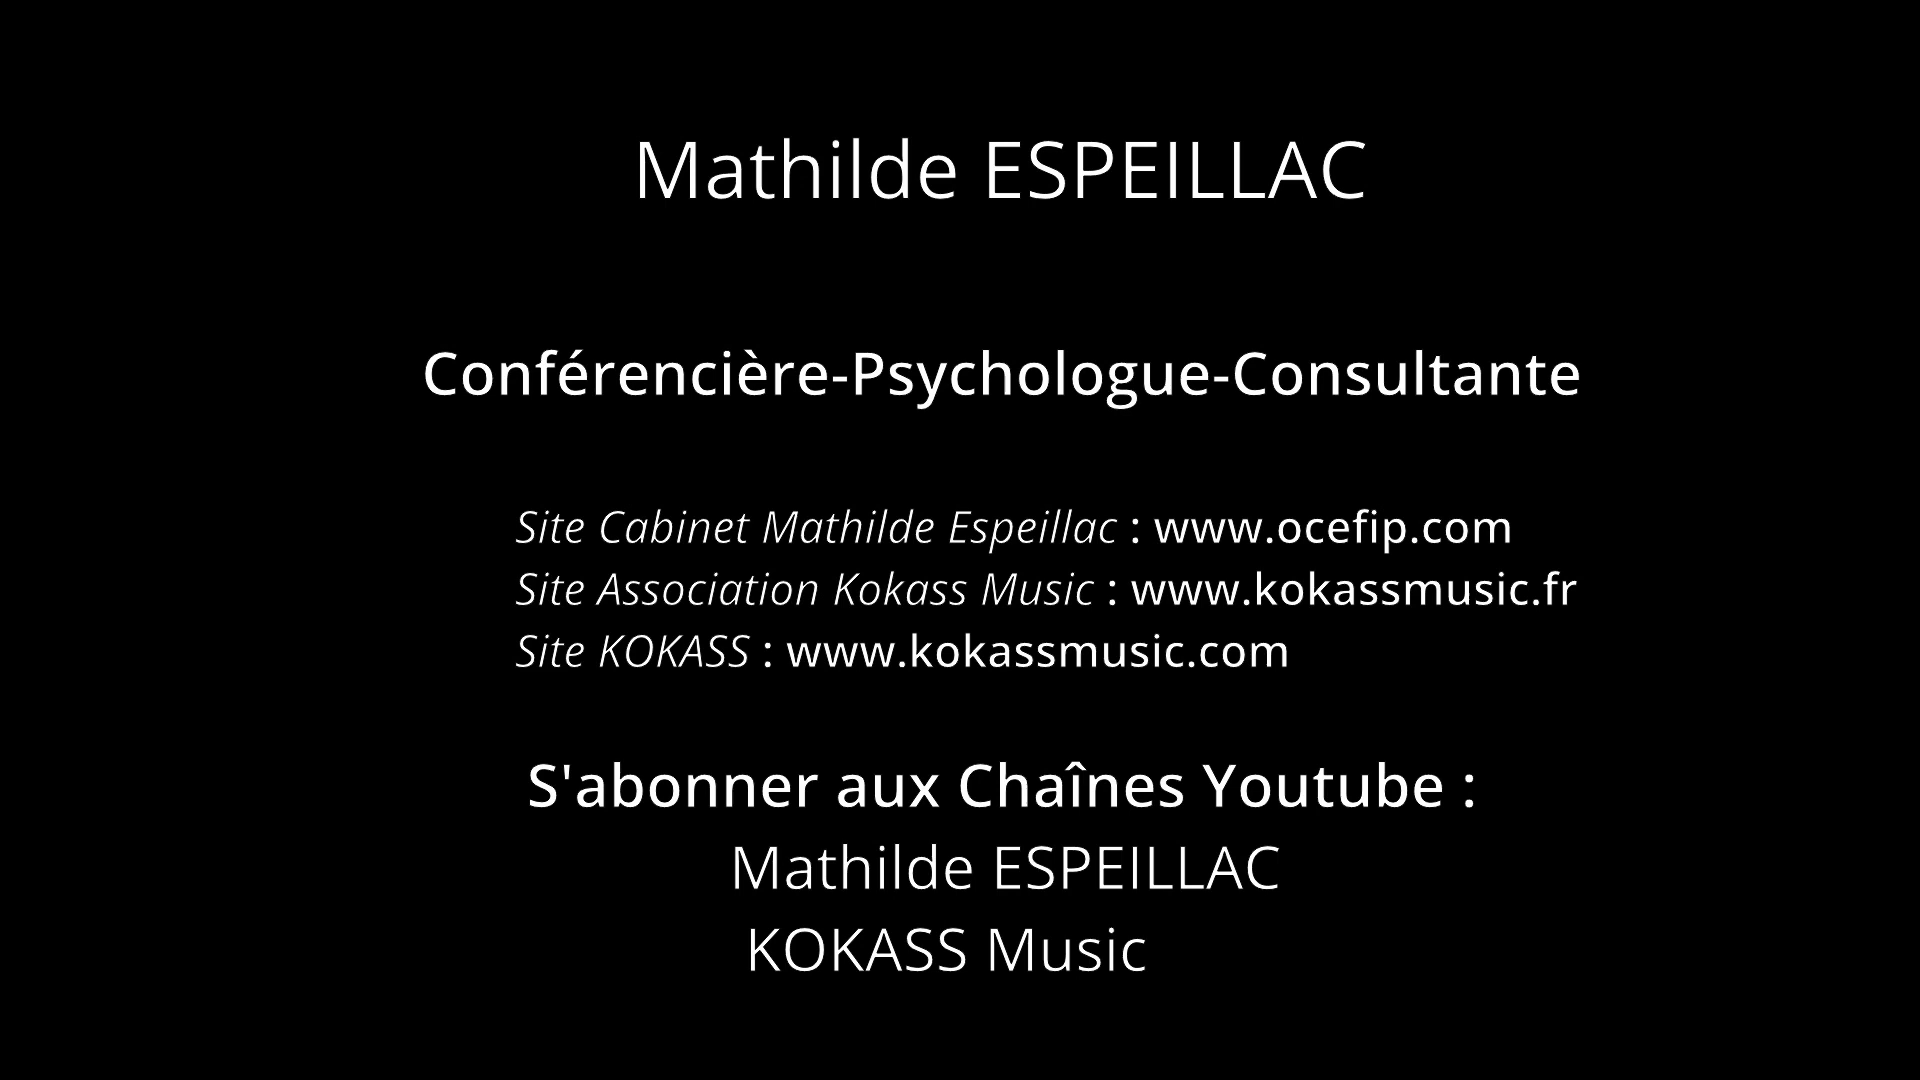 Mathilde ESPEILLAC
Conférencière-Psychologue-Consultante
Site Cabinet Mathilde Espeillac : www.ocefip.com
Site Association Kokass Music : www.kokassmusic.fr
Site KOKASS : www.kokassmusic.com
S'abonner aux Chaînes Youtube :
Mathilde ESPEILLAC
KOKASS Music